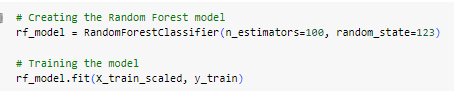 # Creating the Random Forest model
rf_model = RandomForestClassifier(n_estimators=100, random_state=123)
# Training the model
rf_model.fit(X_train_scaled, y_train)